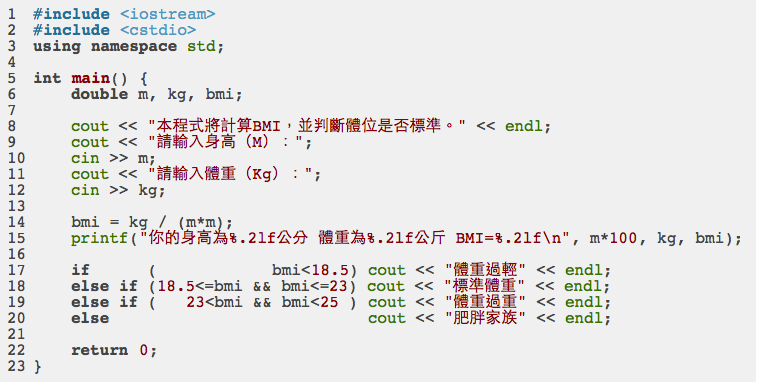 1 #include <iostream>
2 #include <cstdio>
3 using namespace std;
4
5 int main() {
6     double m, kg, bmi;
7
8     cout << "本程式將計算BMI，並判斷體位是否標準。" << endl;
9     cout << "請輸入身高（M）：";
10     cin >> m;
11     cout << "請輸入體重（Kg）：";
12     cin >> kg;
13
14     bmi = kg / (m*m);
15     printf("你的身高為%.2lf公分 體重為%.2lf公斤 BMI=%.2lf\n", m*100, kg, bmi);
16
17     if      (            bmi<18.5) cout << "體重過輕" << endl;
18     else if (18.5<=bmi && bmi<=23) cout << "標準體重" << endl;
19     else if (   23<bmi && bmi<25 ) cout << "體重過重" << endl;
20     else                           cout << "肥胖家族" << endl;
21
22     return 0;
23 }